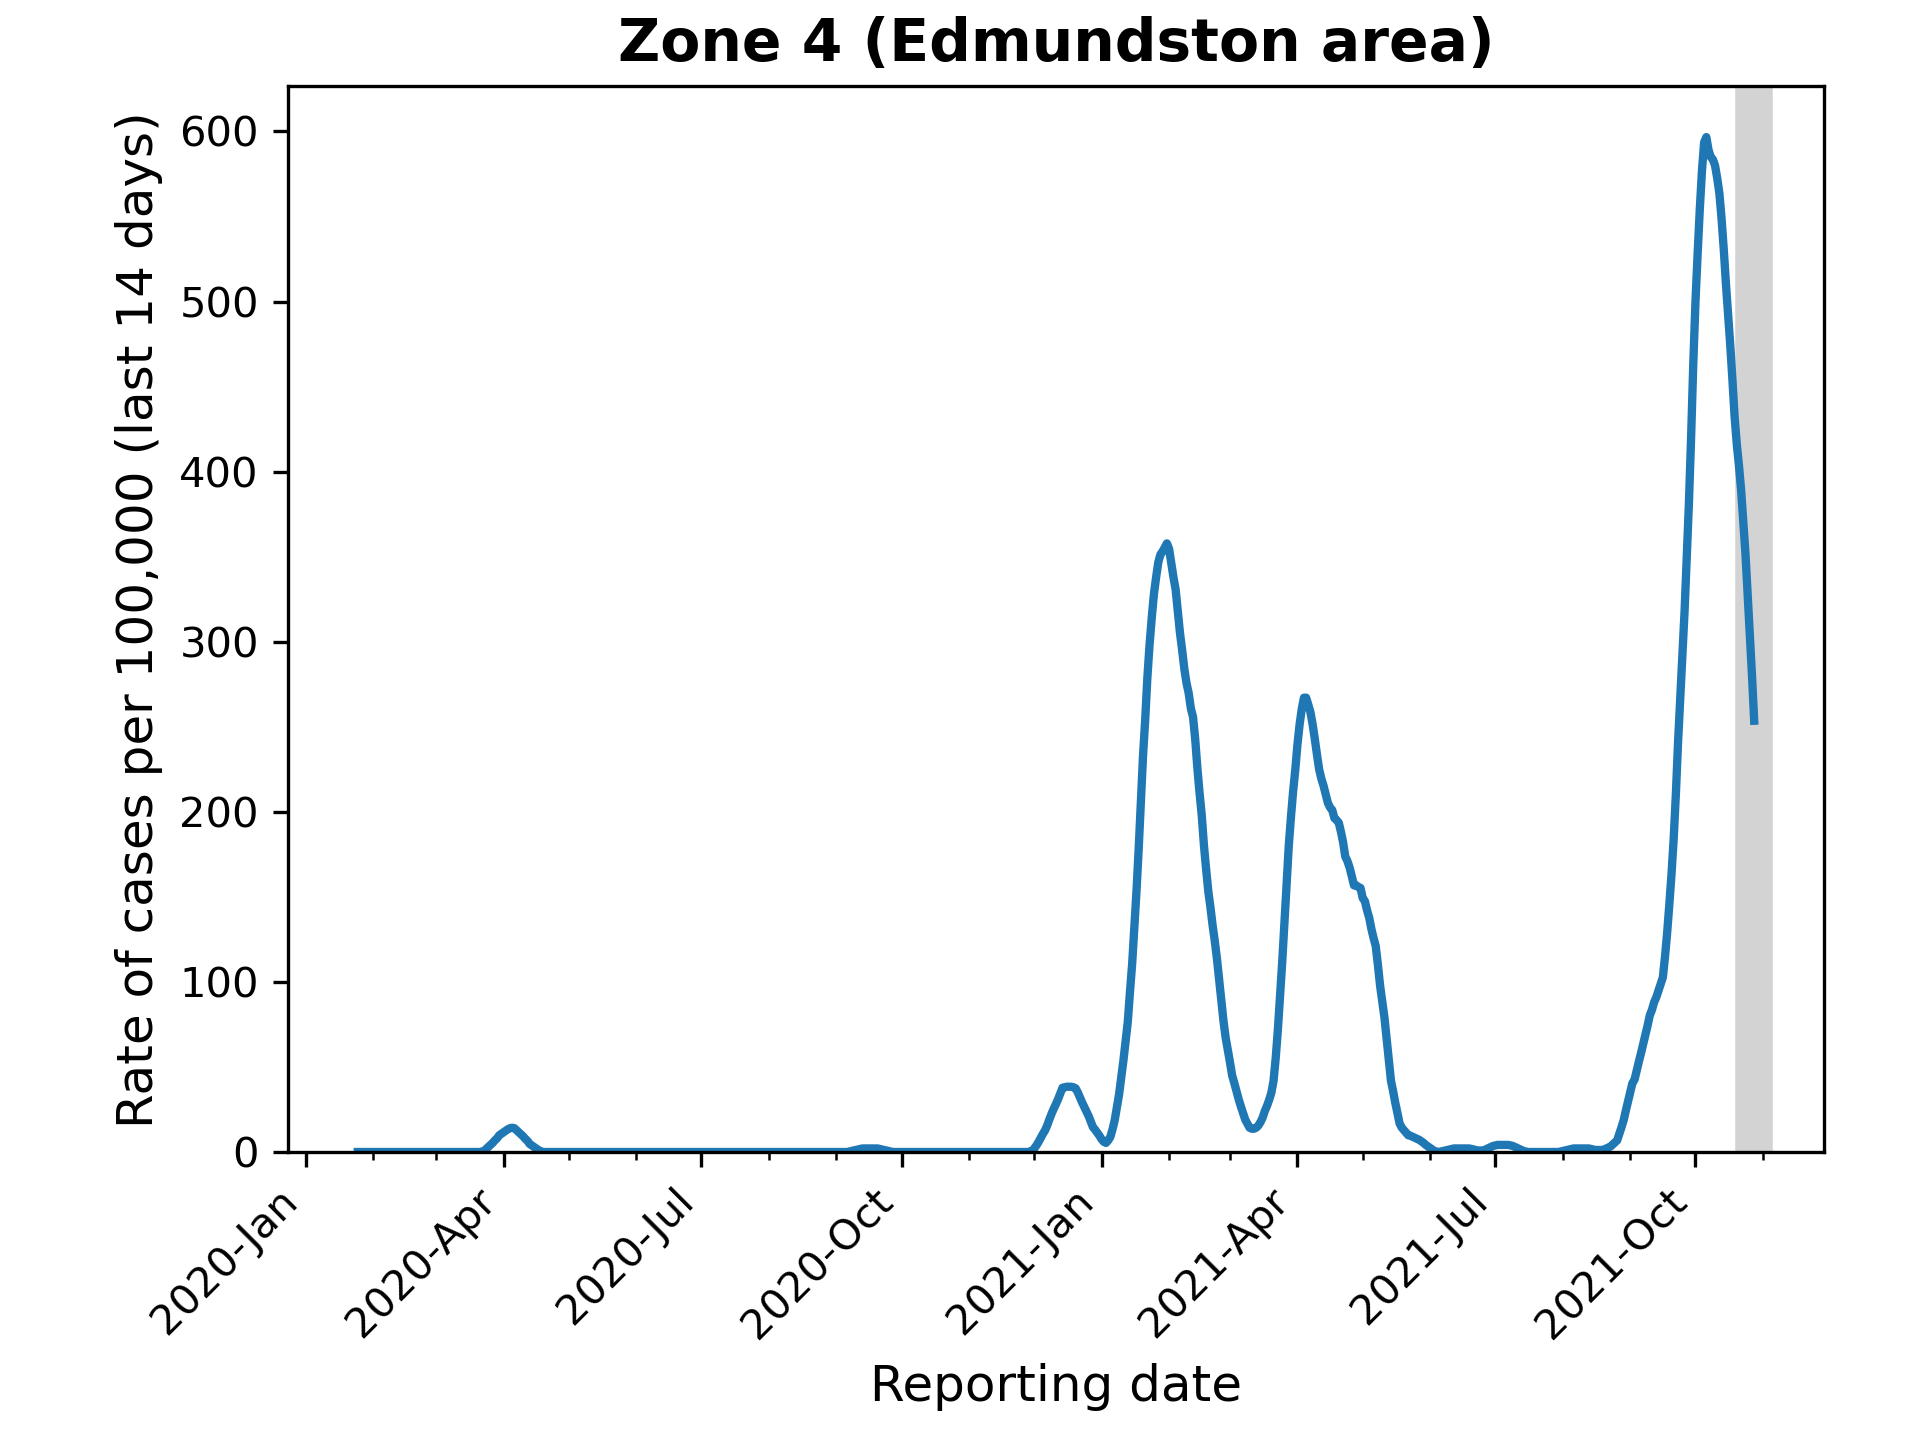 Zone 4 (Edmundston area)
Rate of cases per 100,000 (last 14 days)
600
500
400
300
200
100
0
2020-Jan
2020-Apr
2020-Jul
2020-Oct
2021-Jan
2021-Apr
2021-Jul
2021-Oct
Reporting date